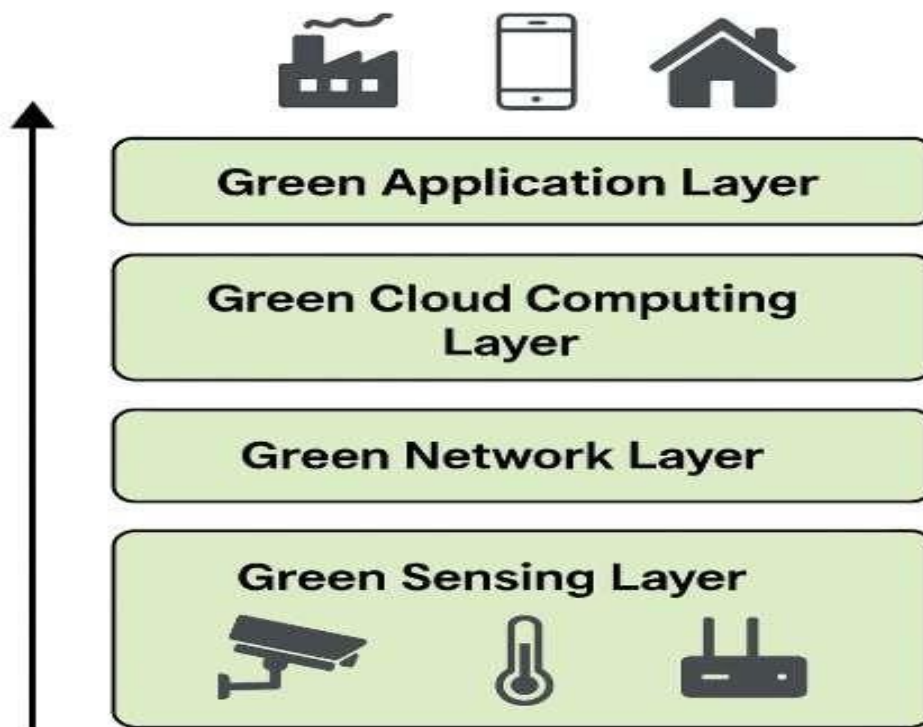 Green Application Layer
Green Cloud Computing
Layer
Green Network Layer
Green Sensing Layer